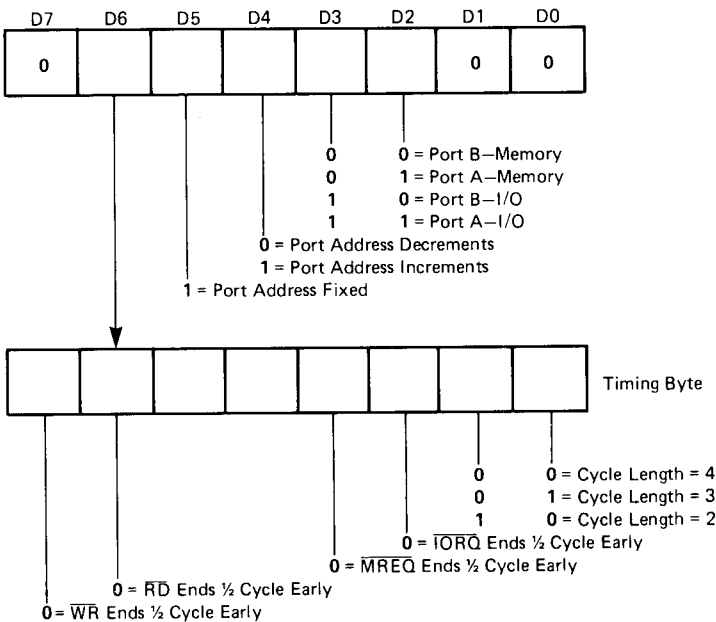 D7 D6 D5 D4 D3 D2 D1 D0
0 0 0
0 0 = Port B—Memory
0 1 = Port A—Memory
1 0 = Port B—I/O
1 1 = Port A—I/O
0 = Port Address Decrements
1 = Port Address Increments
1 = Port Address Fixed
Timing Byte
0 0 = Cycle Length = 4
0 1 = Cycle Length = 3
1 0 = Cycle Length = 2
0 = I̅O̅R̅Q̅ Ends ½ Cycle Early
0 = M̅R̅E̅Q̅ Ends ½ Cycle Early
0 = R̅D̅ Ends ½ Cycle Early
0 = W̅R̅ Ends ½ Cycle Early